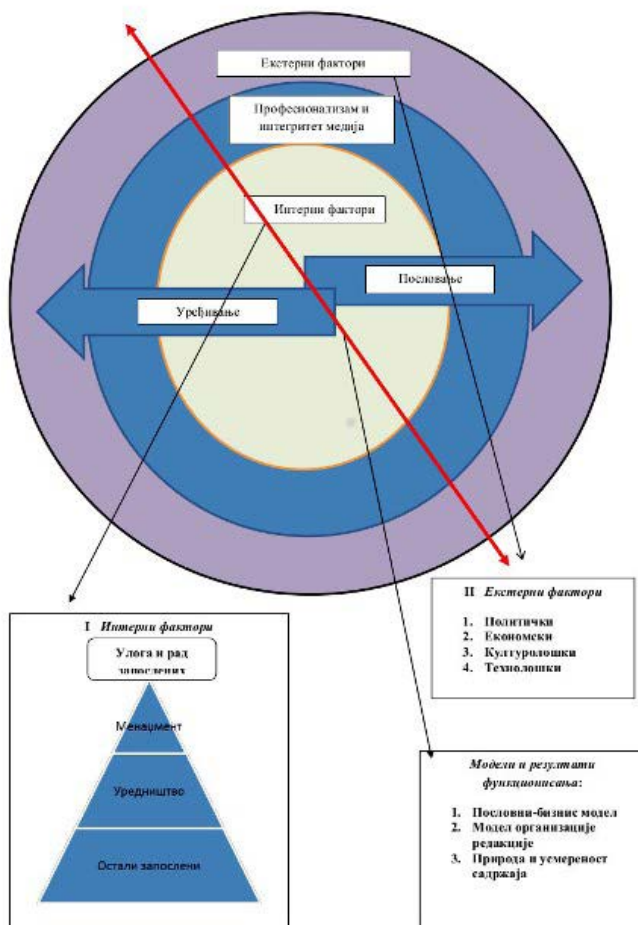 Екстерни фактори
Професионализам и
интегритет медија
Интерни фактори
Пословање
Уређивање
I Интерни фактори
Улога и рад
запослених
Менаџмент
Уредништво
Остали запослени
II Екстерни фактори
1. Политички
2. Економски
3. Културолошки
4. Технолошки
Модели и резултати
функционисања:
1. Пословни-бизнис модел
2. Модел организације
редакције
3. Природа и усмереност
садржаја